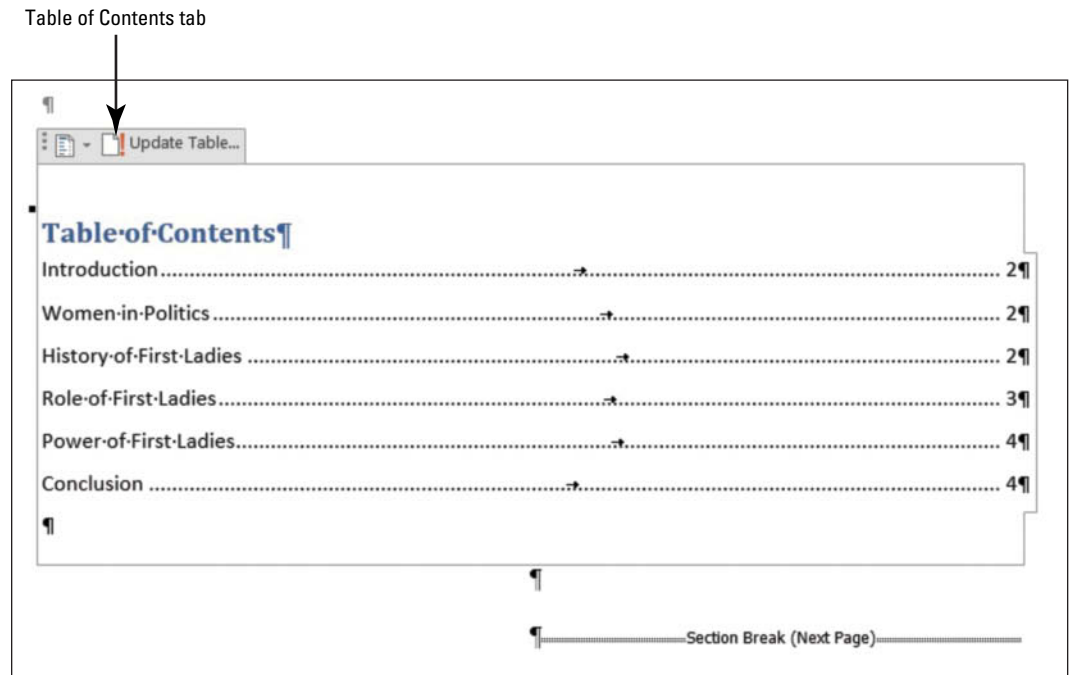 Table of Contents tab
¶
Update Table...
Table·of·Contents¶
Introduction....................→.................... 2¶
Women·in·Politics....................→.................... 2¶
History·of·First·Ladies....................→.................... 2¶
Role·of·First·Ladies....................→.................... 3¶
Power·of·First·Ladies....................→.................... 4¶
Conclusion....................→.................... 4¶
¶
¶
¶....................Section Break (Next Page)....................